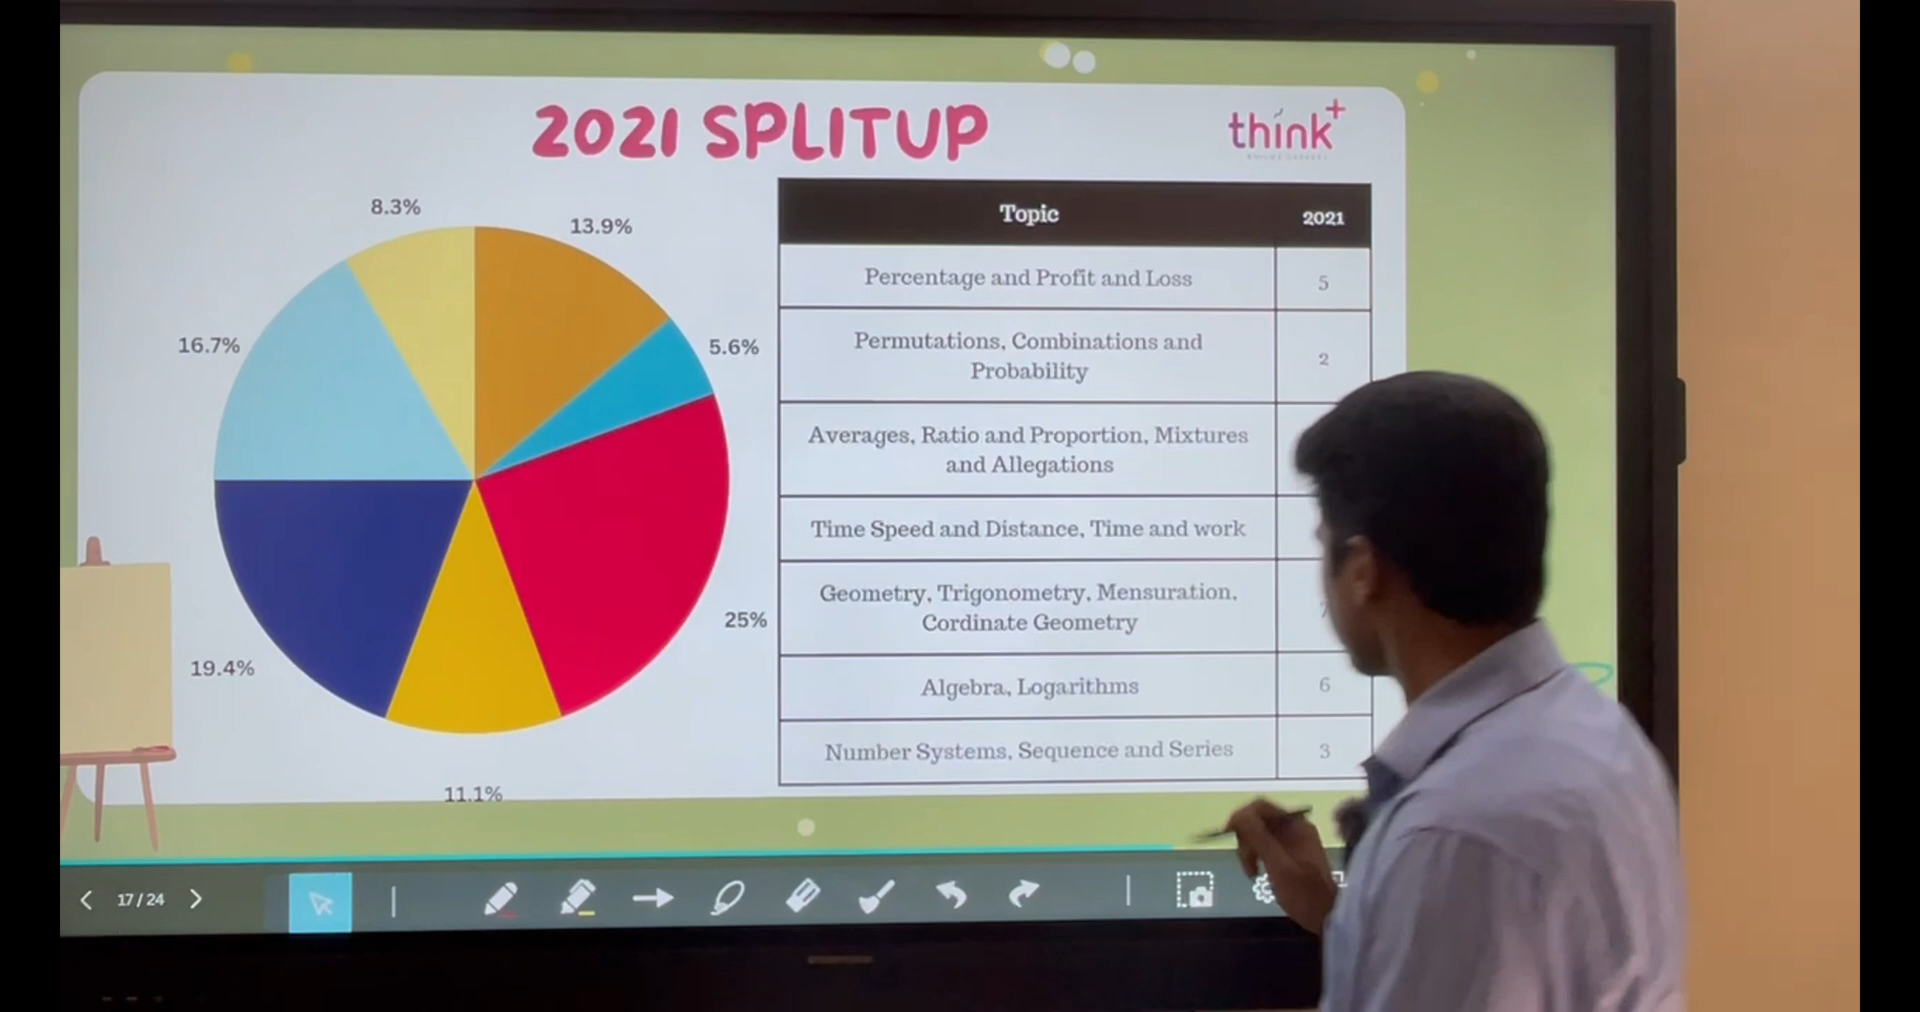 2021 SPLITUP
think+
8.3%
13.9%
16.7%
5.6%
25%
19.4%
11.1%
Topic 2021
Percentage and Profit and Loss 5
Permutations, Combinations and
Probability 2
Averages, Ratio and Proportion, Mixtures
and Allegations
Time Speed and Distance, Time and work
Geometry, Trigonometry, Mensuration,
Cordinate Geometry
Algebra, Logarithms 6
Number Systems, Sequence and Series 3
17/24